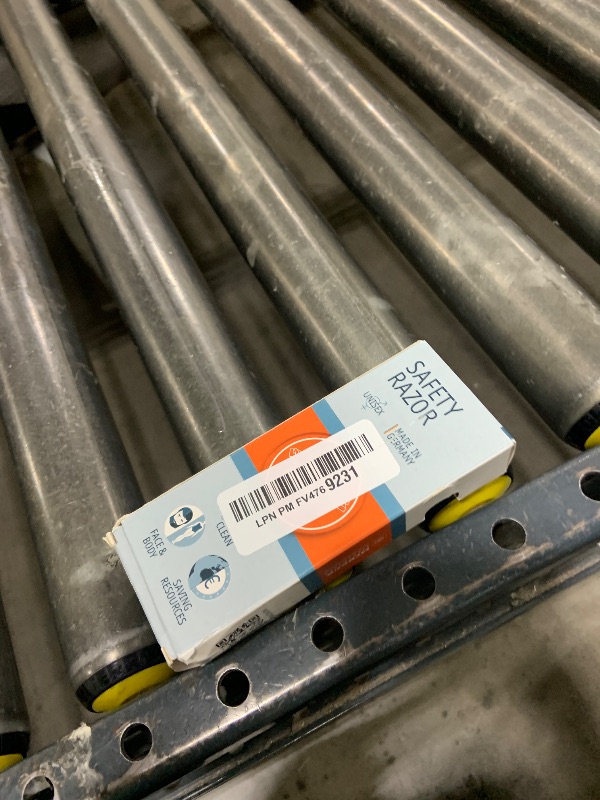 SAFETY
RAZOR
UNISEX
MADE IN
GERMANY
LPN PM FV476 9231
CLEAN
FACE &
BODY
SAVING
RESOURCES